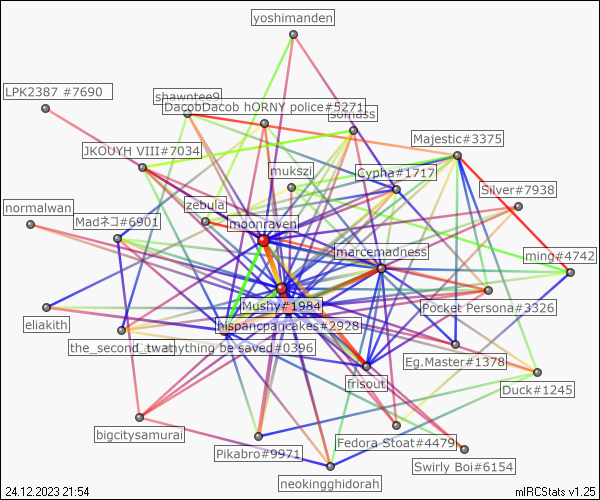 yoshimanden
LPK2387 #7690
shawntee9
DacobDacob hORNY police#5271
Majestic#3375
JKOUYH VIII#7034
mukszi
Cypha#1717
Silver#7938
normalwan
zebula
Madネコ#6901
moonraven
marcemadness
ming#4742
Mushy#1984
Pocket Persona#3326
eliakith
hispanicpancakes#2928
anything be saved#0396
Eg.Master#1378
frisout
Duck#1245
bigcitysamurai
Fedora Stoat#4479
Pikabro#9971
Swirly Boi#6154
neokingghidorah
24.12.2023 21:54
mIRCStats v1.25